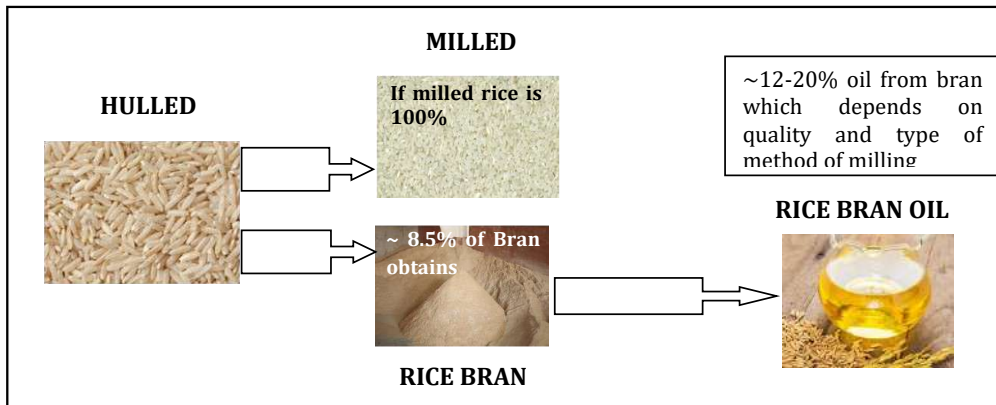 MILLED
If milled rice is
100%
~12-20% oil from bran
which depends on
quality and type of
method of milling
HULLED
RICE BRAN OIL
~ 8.5% of Bran
obtains
RICE BRAN